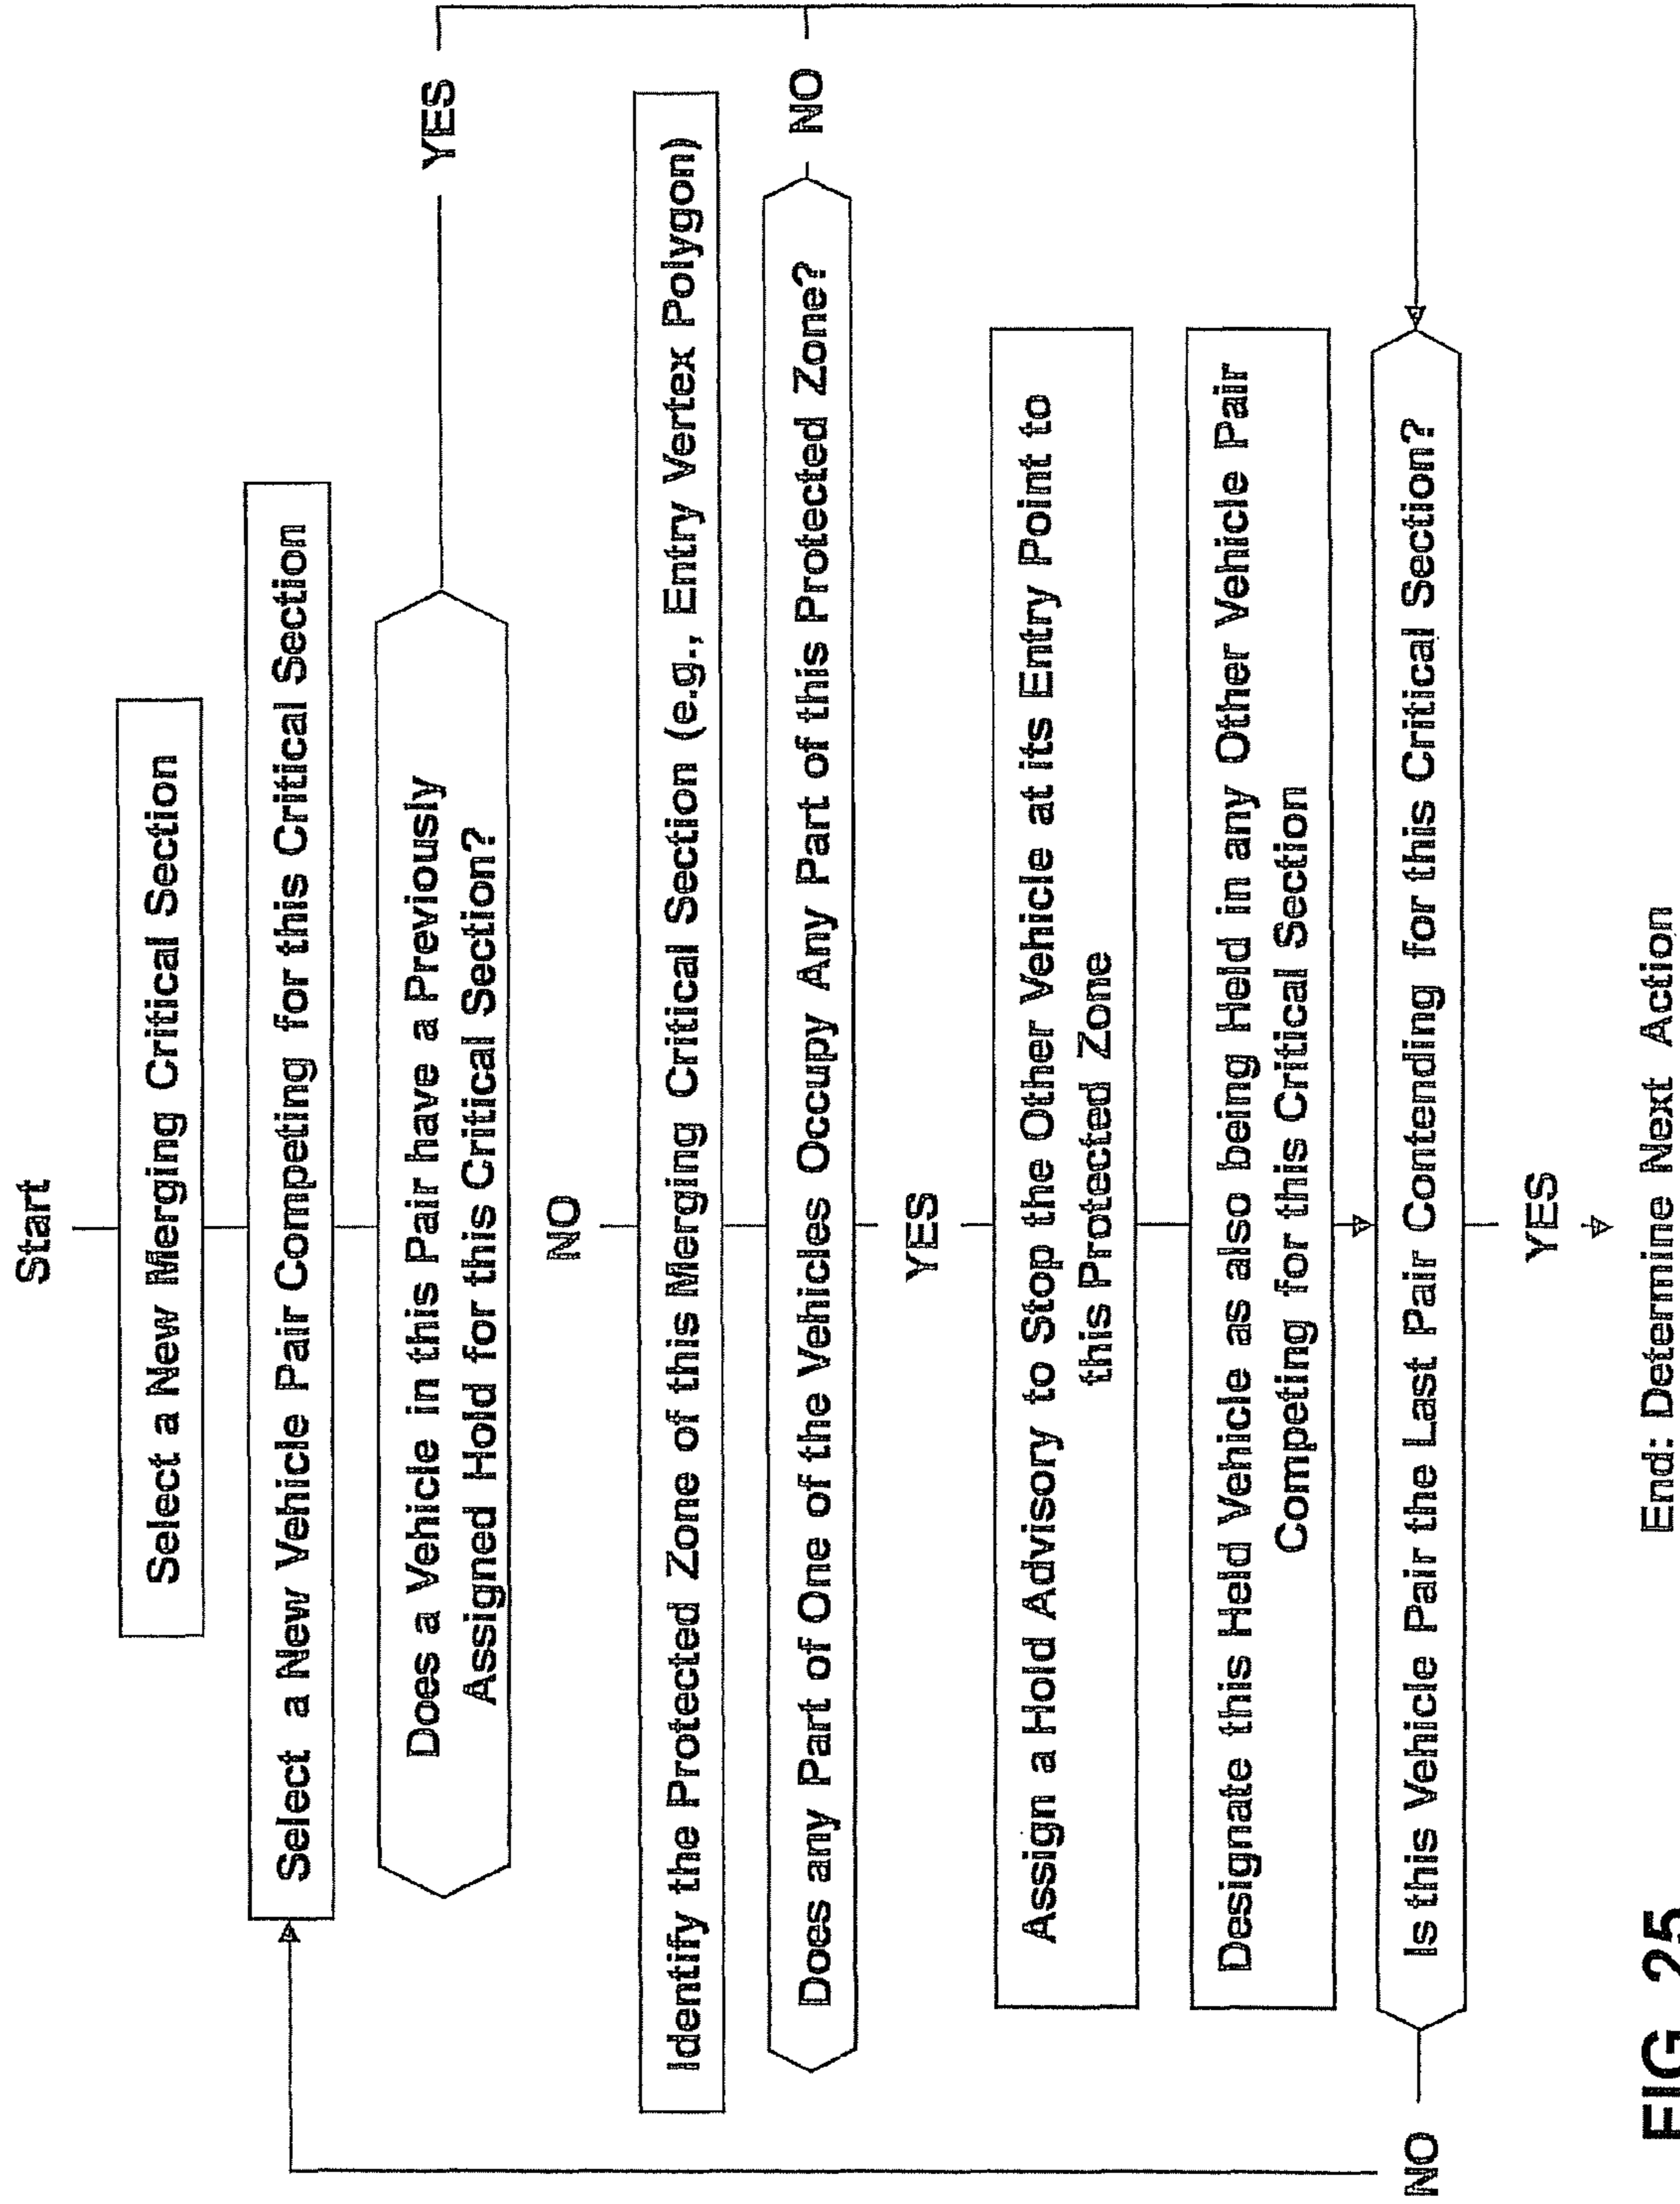 Start
Select a New Merging Critical Section
Select a New Vehicle Pair Competing for this Critical Section
Does a Vehicle in this Pair have a Previously
Assigned Hold for this Critical Section?
YES
NO
Identify the Protected Zone of this Merging Critical Section (e.g., Entry Vertex Polygon)
Does any Part of One of the Vehicles Occupy Any Part of this Protected Zone?
NO
YES
Assign a Hold Advisory to Stop the Other Vehicle at its Entry Point to
this Protected Zone
Designate this Held Vehicle as also being Held in any Other Vehicle Pair
Competing for this Critical Section
Is this Vehicle Pair the Last Pair Contending for this Critical Section?
NO
YES
End: Determine Next Action
FIG 25